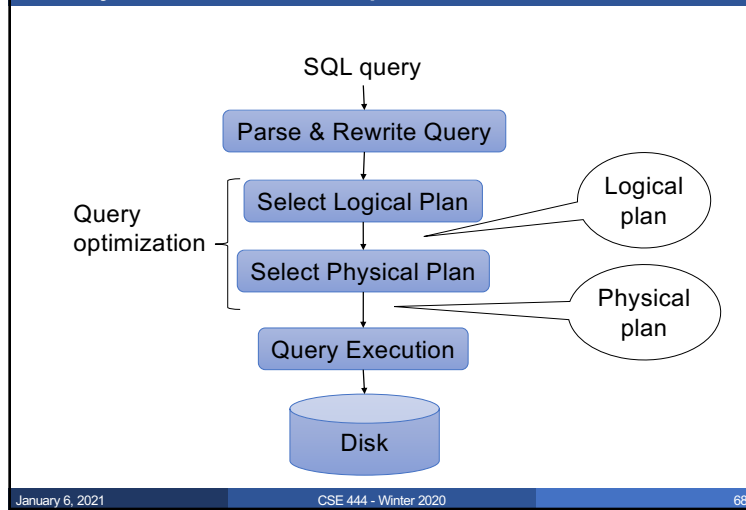 SQL query
Parse & Rewrite Query
Select Logical Plan
Logical
plan
Query
optimization
Select Physical Plan
Physical
plan
Query Execution
Disk
January 6, 2021
CSE 444 - Winter 2020
68